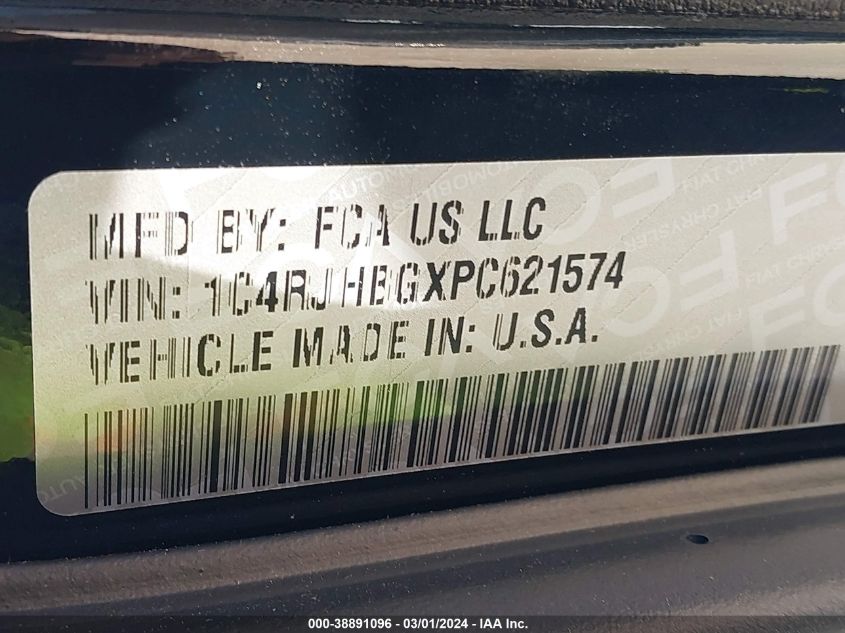 MFD BY: FCA US LLC
VIN: 1C4RJHBGXPC621574
VEHICLE MADE IN: U.S.A.
000-38891096 - 03/01/2024 - IAA Inc.